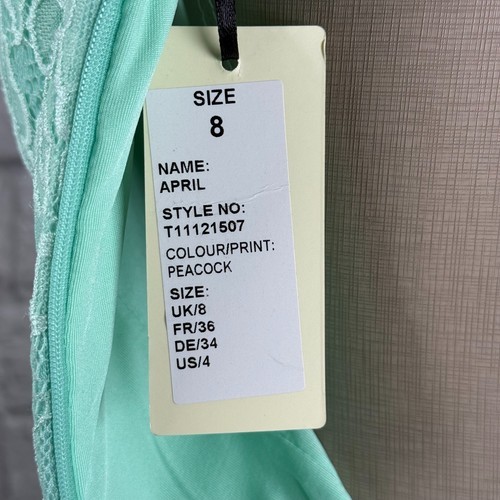 SIZE
8
NAME:
APRIL
STYLE NO:
T11121507
COLOUR/PRINT:
PEACOCK
SIZE:
UK/8
FR/36
DE/34
US/4